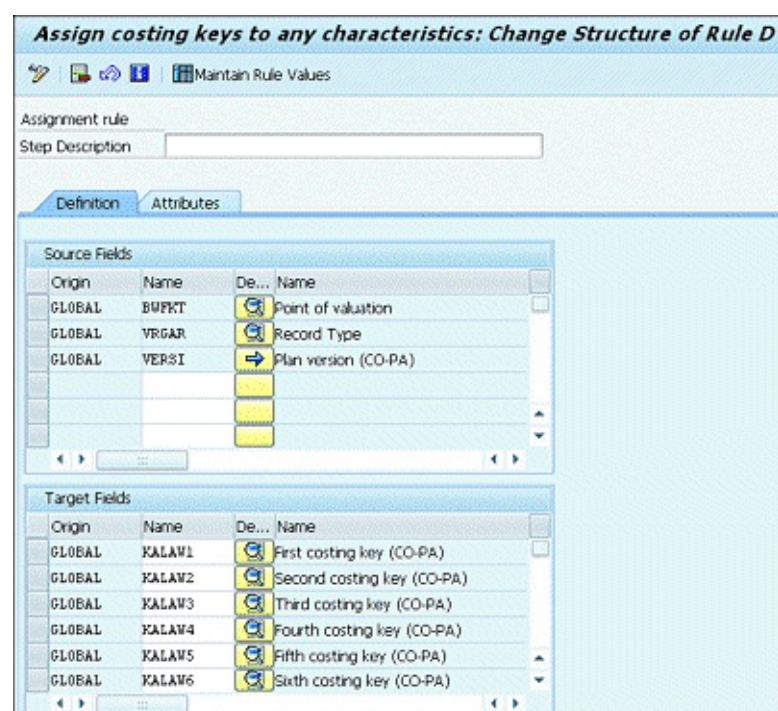 Assign costing keys to any characteristics: Change Structure of Rule D
Maintain Rule Values
Assignment rule
Step Description
Definition Attributes
Source Fields
Origin Name De... Name
GLOBAL BWFKT Point of valuation
GLOBAL VRGAR Record Type
GLOBAL VERSI Plan version (CO-PA)
Target Fields
Origin Name De... Name
GLOBAL KALAW1 First costing key (CO-PA)
GLOBAL KALAW2 Second costing key (CO-PA)
GLOBAL KALAW3 Third costing key (CO-PA)
GLOBAL KALAW4 Fourth costing key (CO-PA)
GLOBAL KALAW5 Fifth costing key (CO-PA)
GLOBAL KALAW6 Sixth costing key (CO-PA)